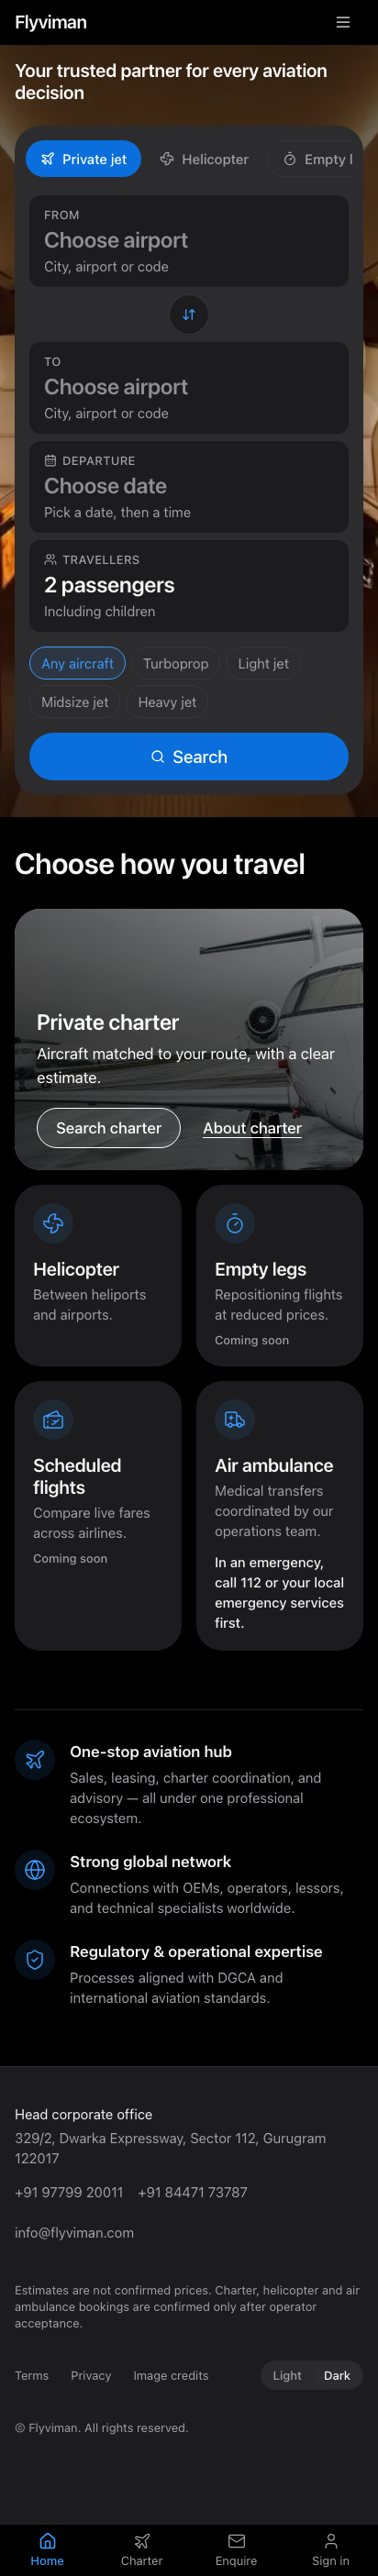 Flyviman
Your trusted partner for every aviation
decision
Private jet
Helicopter
Empty l
FROM
Choose airport
City, airport or code
TO
Choose airport
City, airport or code
DEPARTURE
Choose date
Pick a date, then a time
TRAVELLERS
2 passengers
Including children
Any aircraft
Turboprop
Light jet
Midsize jet
Heavy jet
Search
Choose how you travel
Private charter
Aircraft matched to your route, with a clear
estimate.
Search charter
About charter
Helicopter
Between heliports
and airports.
Empty legs
Repositioning flights
at reduced prices.
Coming soon
Scheduled
flights
Compare live fares
across airlines.
Coming soon
Air ambulance
Medical transfers
coordinated by our
operations team.
In an emergency,
call 112 or your local
emergency services
first.
One-stop aviation hub
Sales, leasing, charter coordination, and
advisory — all under one professional
ecosystem.
Strong global network
Connections with OEMs, operators, lessors,
and technical specialists worldwide.
Regulatory & operational expertise
Processes aligned with DGCA and
international aviation standards.
Head corporate office
329/2, Dwarka Expressway, Sector 112, Gurugram
122017
+91 97799 20011 +91 84471 73787
info@flyviman.com
Estimates are not confirmed prices. Charter, helicopter and air
ambulance bookings are confirmed only after operator
acceptance.
Terms Privacy Image credits Light Dark
© Flyviman. All rights reserved.
Home Charter Enquire Sign in